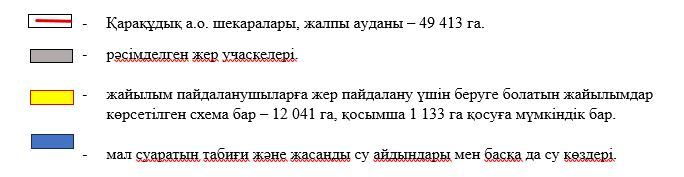 - Қарақұдық а.о. шекаралары, жалпы ауданы – 49 413 га.
- рәсімделген жер учаскелері.
- жайылым пайдаланушыларға жер пайдалану үшін беруге болатын жайылымдар
көрсетілген схема бар – 12 041 га, қосымша 1 133 га қосуға мүмкіндік бар.
- мал суаратын табиғи және жасанды су айдындары мен басқа да су көздері.